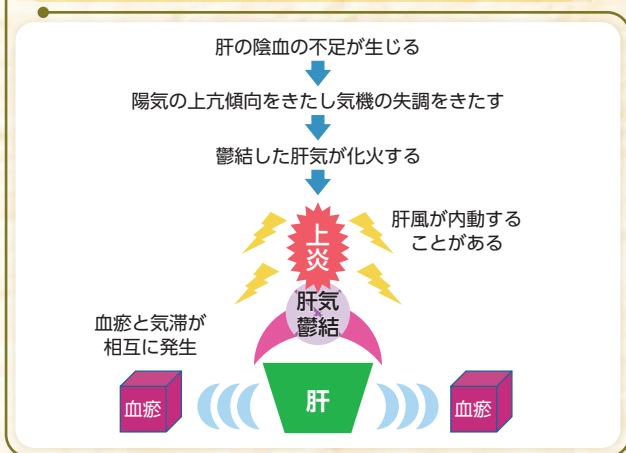 肝の陰血の不足が生じる
陽気の上亢傾向をきたし気機の失調をきたす
鬱結した肝気が化火する
上炎
肝風が内動する
ことがある
肝気
鬱結
血瘀と気滞が
相互に発生
血瘀
肝
血瘀